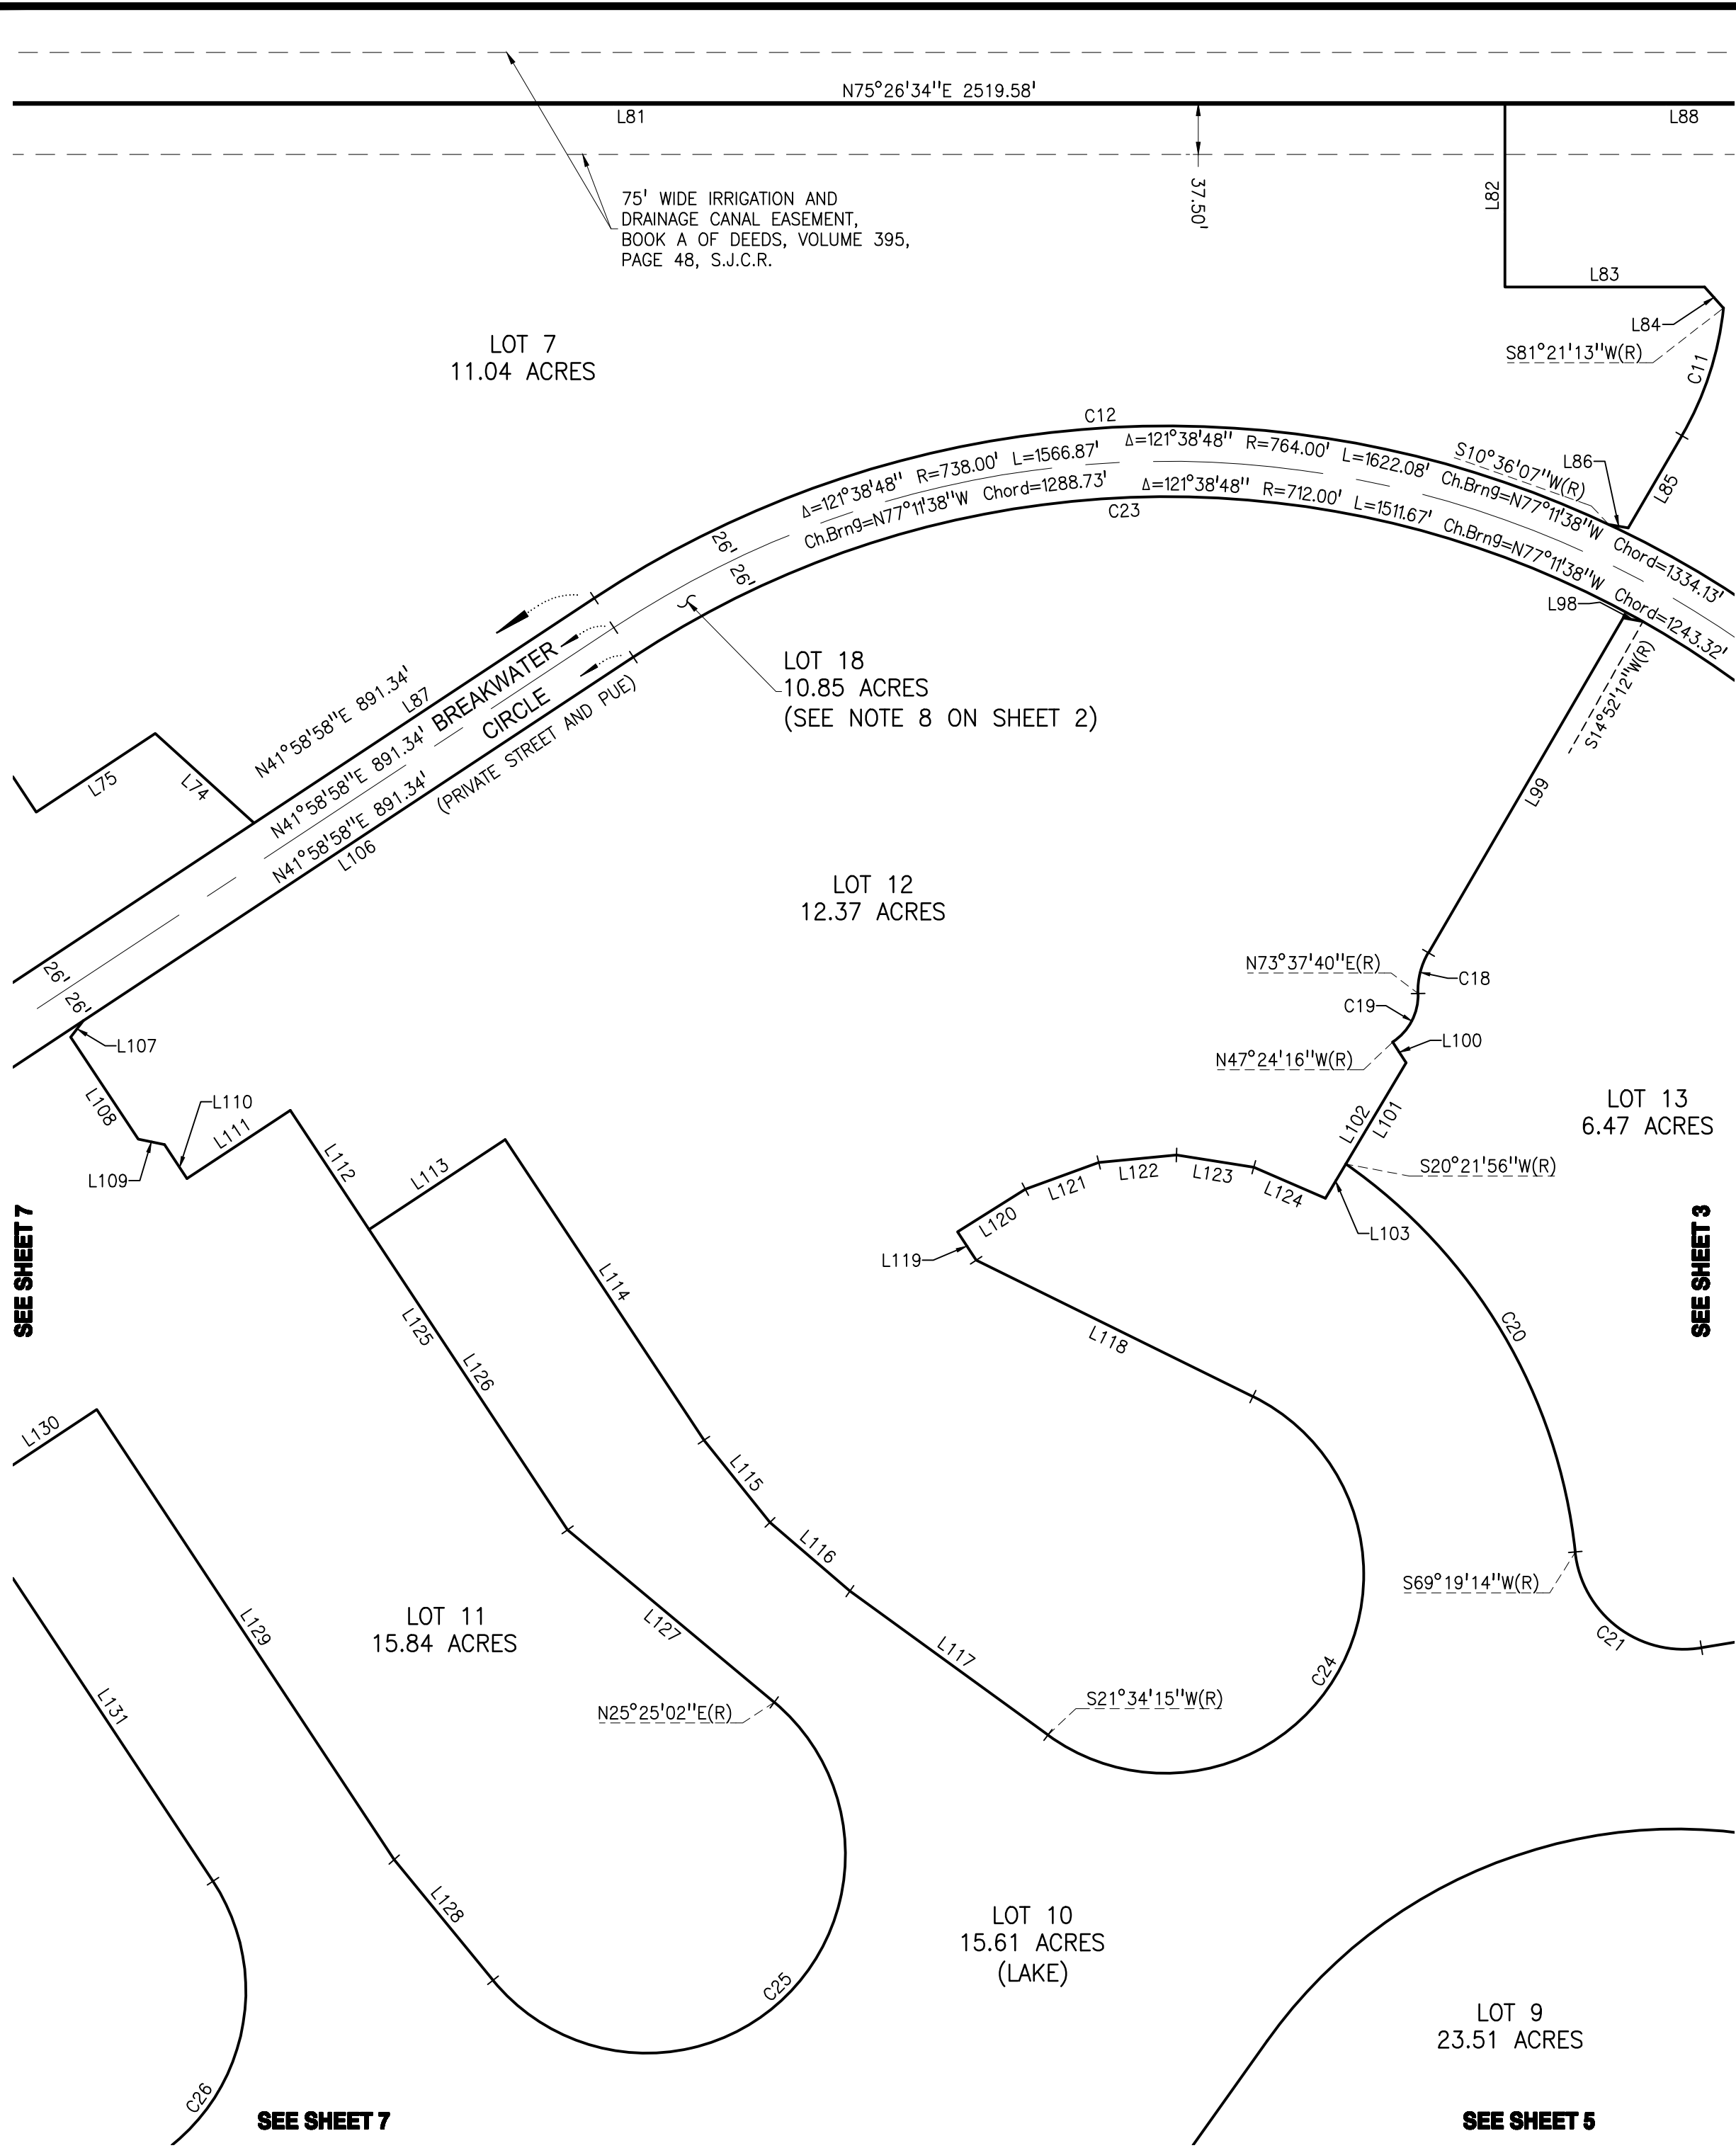 N75°26'34"E 2519.58'
L81
L88
75' WIDE IRRIGATION AND
DRAINAGE CANAL EASEMENT,
BOOK A OF DEEDS, VOLUME 395,
PAGE 48, S.J.C.R.
37.50'
L82
L83
L84
S81°21'13"W(R)
C11
LOT 7
11.04 ACRES
C12
Δ=121°38'48" R=764.00' L=1622.08' Ch.Brng=N77°11'38"W Chord=1334.13'
Δ=121°38'48" R=738.00' L=1566.87'
Ch.Brng=N77°11'38"W Chord=1288.73'
Δ=121°38'48" R=712.00' L=1511.67' Ch.Brng=N77°11'38"W Chord=1243.32'
C23
S10°36'07"W(R)
L86
L85
26'
26'
L98
S14°52'12"W(R)
LOT 18
10.85 ACRES
(SEE NOTE 8 ON SHEET 2)
N41°58'58"E 891.34'
L87
N41°58'58"E 891.34'
BREAKWATER
CIRCLE
N41°58'58"E 891.34'
(PRIVATE STREET AND PUE)
L106
L75
L74
L99
LOT 12
12.37 ACRES
26'
26'
N73°37'40"E(R)
C18
C19
L100
N47°24'16"W(R)
L107
L108
L110
L111
L109
L112
L113
L102
L101
LOT 13
6.47 ACRES
S20°21'56"W(R)
L121
L122
L123
L124
L120
L103
L119
SEE SHEET 7
SEE SHEET 3
L114
L125
L126
L118
C20
L130
L115
L116
S69°19'14"W(R)
LOT 11
15.84 ACRES
L129
L127
L117
C24
C21
L131
N25°25'02"E(R)
S21°34'15"W(R)
L128
C25
LOT 10
15.61 ACRES
(LAKE)
LOT 9
23.51 ACRES
C26
SEE SHEET 7
SEE SHEET 5